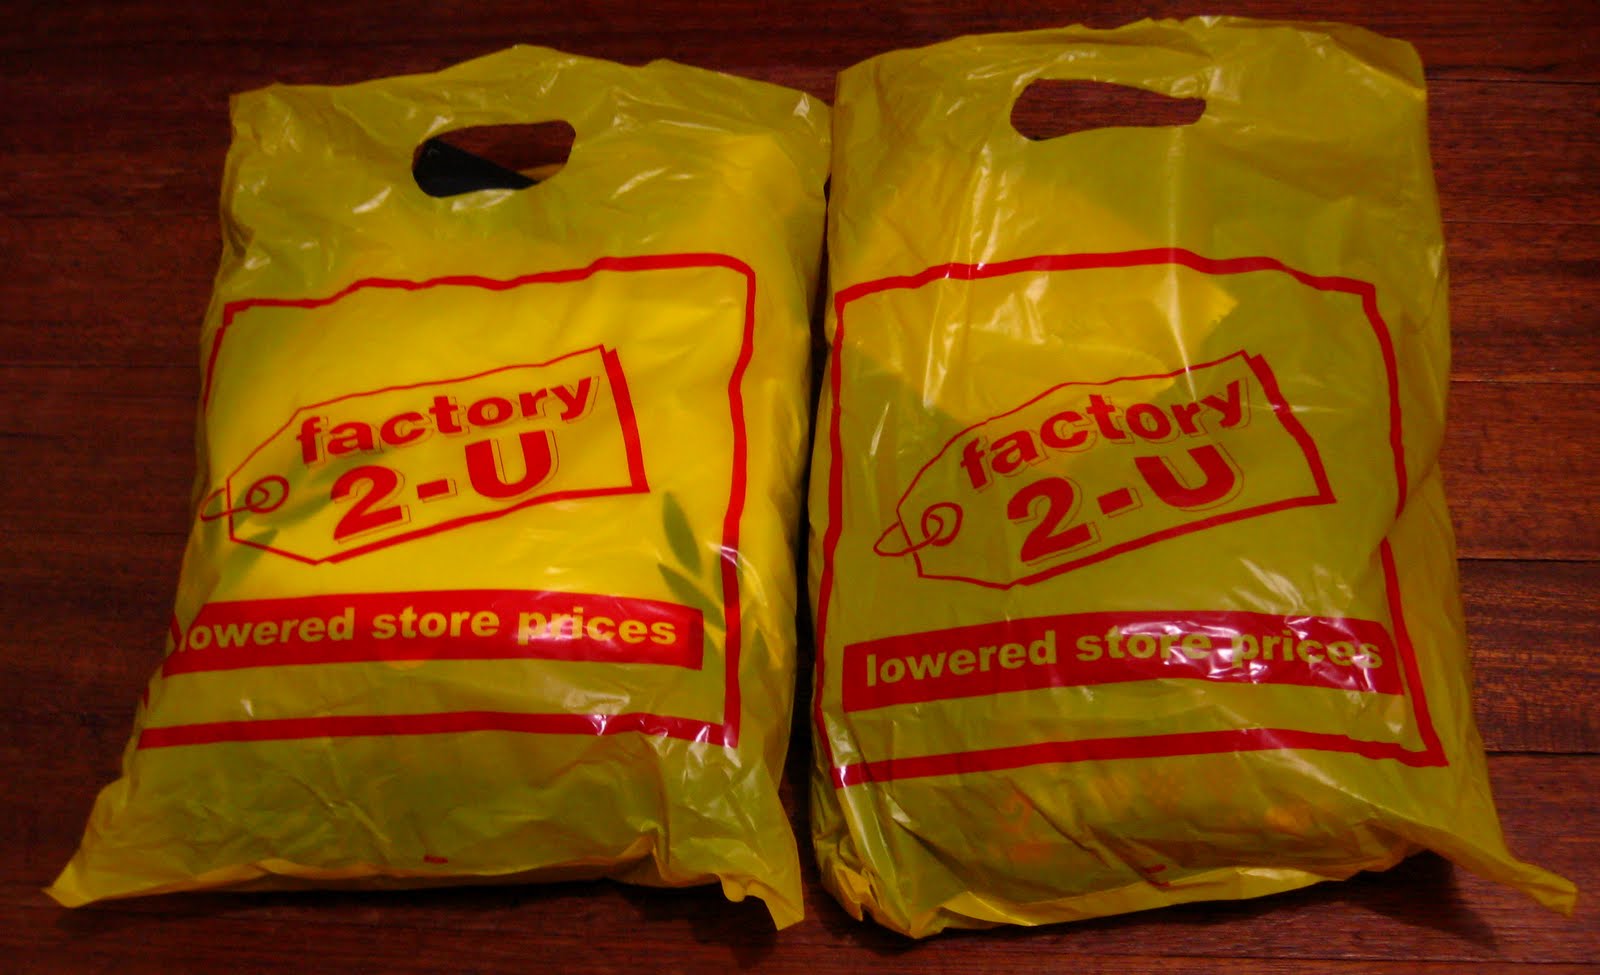 factory
2-U
lowered store prices
factory
2-U
lowered store prices